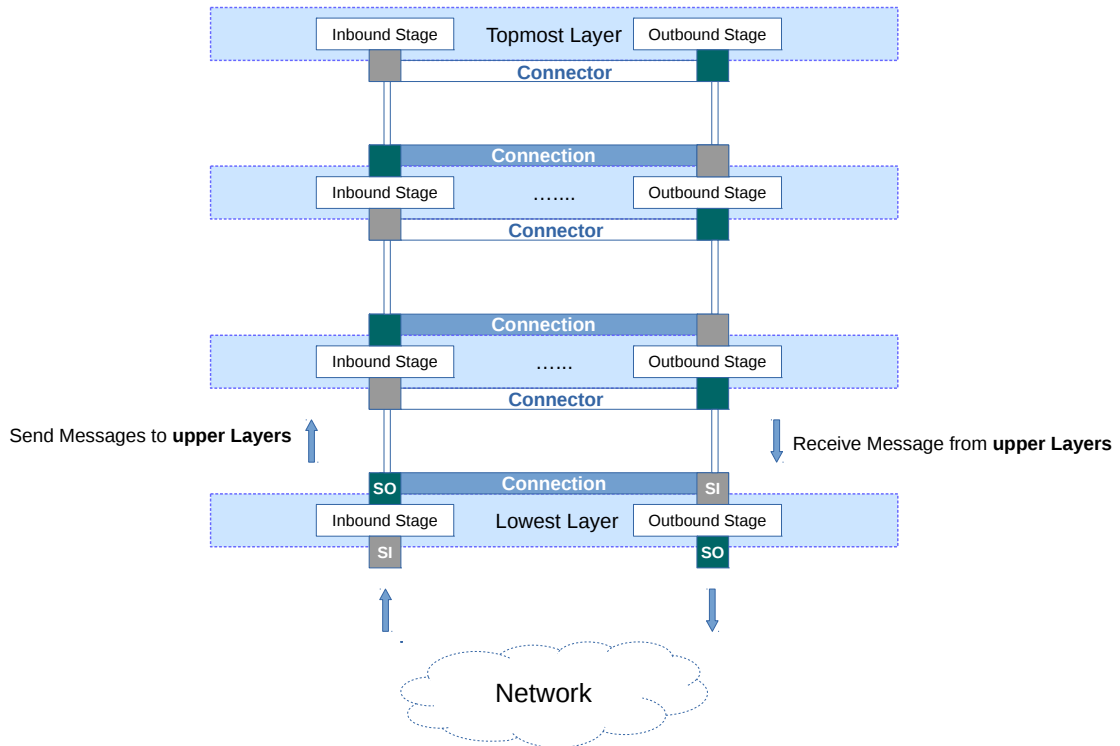 Inbound Stage
Topmost Layer
Outbound Stage
Connector
Connection
Inbound Stage
…....
Outbound Stage
Connector
Connection
Inbound Stage
…...
Outbound Stage
Connector
Send Messages to upper Layers
Receive Message from upper Layers
SO
Connection
SI
Inbound Stage
Lowest Layer
Outbound Stage
SI
SO
Network